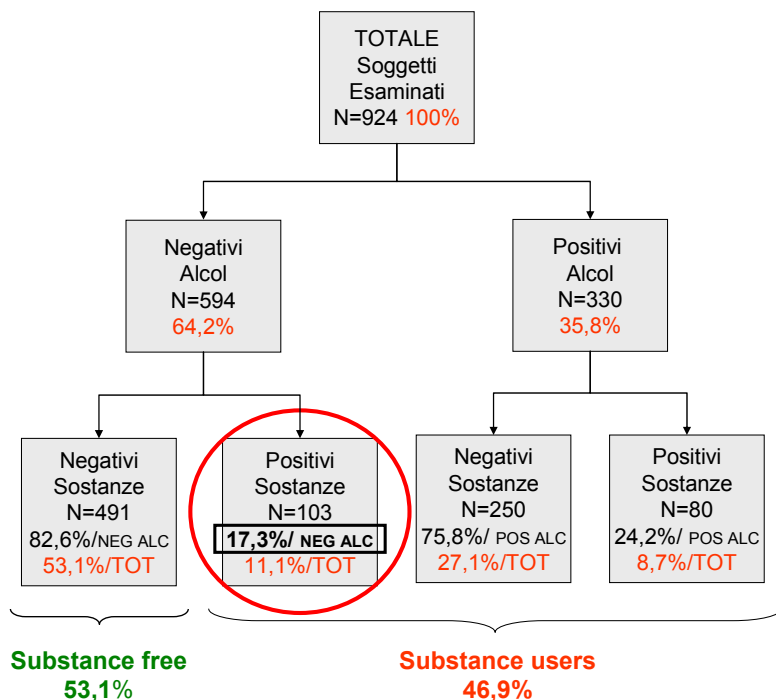 TOTALE
Soggetti
Esaminati
N=924 100%
Negativi
Alcol
N=594
64,2%
Positivi
Alcol
N=330
35,8%
Negativi
Sostanze
N=491
82,6%/NEG ALC
53,1%/TOT
Positivi
Sostanze
N=103
17,3%/ NEG ALC
11,1%/TOT
Negativi
Sostanze
N=250
75,8%/ POS ALC
27,1%/TOT
Positivi
Sostanze
N=80
24,2%/ POS ALC
8,7%/TOT
Substance free
53,1%
Substance users
46,9%